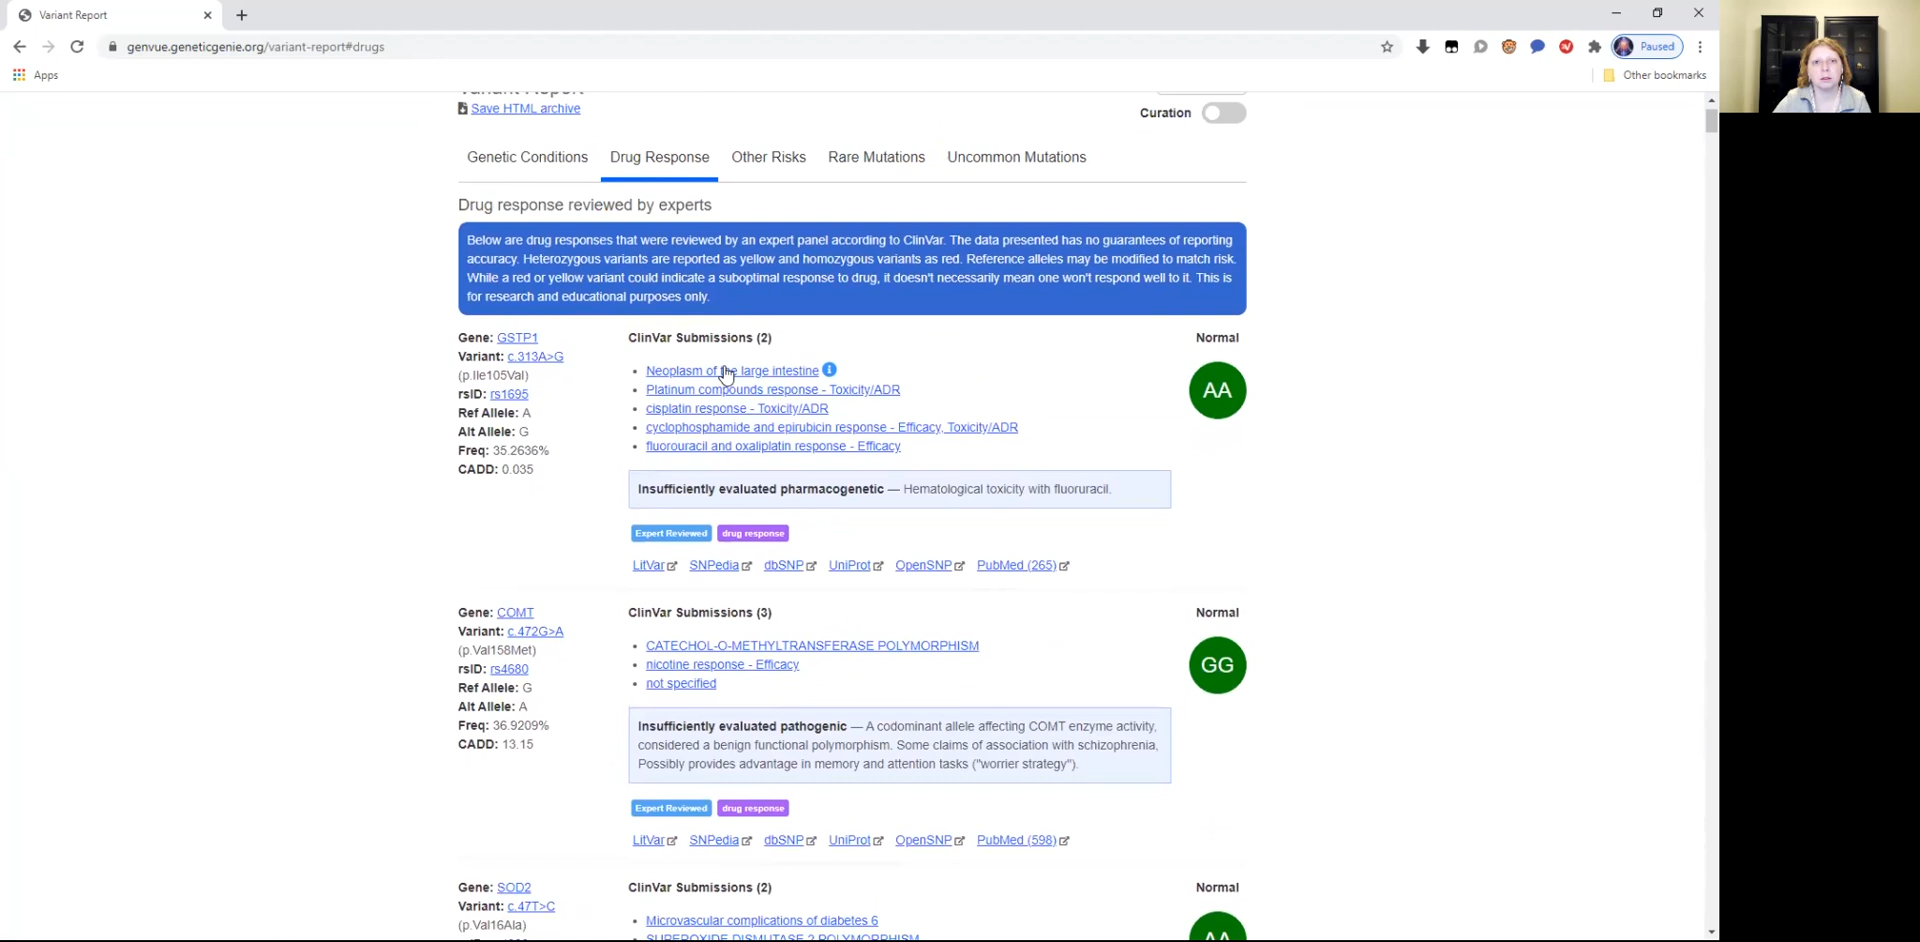 Variant Report
genvue.geneticgenie.org/variant-report#drugs
Paused
Apps
Other bookmarks
Variant Report
Save HTML archive
Curation
Genetic Conditions Drug Response Other Risks Rare Mutations Uncommon Mutations
Drug response reviewed by experts
Below are drug responses that were reviewed by an expert panel according to ClinVar. The data presented has no guarantees of reporting
accuracy. Heterozygous variants are reported as yellow and homozygous variants as red. Reference alleles may be modified to match risk.
While a red or yellow variant could indicate a suboptimal response to drug, it doesn't necessarily mean one won't respond well to it. This is
for research and educational purposes only.
Gene: GSTP1
Variant: c.313A>G
(p.Ile105Val)
rsID: rs1695
Ref Allele: A
Alt Allele: G
Freq: 35.2636%
CADD: 0.035
ClinVar Submissions (2)
Neoplasm of the large intestine
Platinum compounds response - Toxicity/ADR
cisplatin response - Toxicity/ADR
cyclophosphamide and epirubicin response - Efficacy, Toxicity/ADR
fluorouracil and oxaliplatin response - Efficacy
Insufficiently evaluated pharmacogenetic — Hematological toxicity with fluoruracil.
Expert Reviewed drug response
LitVar SNPedia dbSNP UniProt OpenSNP PubMed (265)
Normal
AA
Gene: COMT
Variant: c.472G>A
(p.Val158Met)
rsID: rs4680
Ref Allele: G
Alt Allele: A
Freq: 36.9209%
CADD: 13.15
ClinVar Submissions (3)
CATECHOL-O-METHYLTRANSFERASE POLYMORPHISM
nicotine response - Efficacy
not specified
Insufficiently evaluated pathogenic — A codominant allele affecting COMT enzyme activity,
considered a benign functional polymorphism. Some claims of association with schizophrenia,
Possibly provides advantage in memory and attention tasks ("worrier strategy").
Expert Reviewed drug response
LitVar SNPedia dbSNP UniProt OpenSNP PubMed (598)
Normal
GG
Gene: SOD2
Variant: c.47T>C
(p.Val16Ala)
ClinVar Submissions (2)
Microvascular complications of diabetes 6
SUPEROXIDE DISMUTASE 2 POLYMORPHISM
Normal
AA